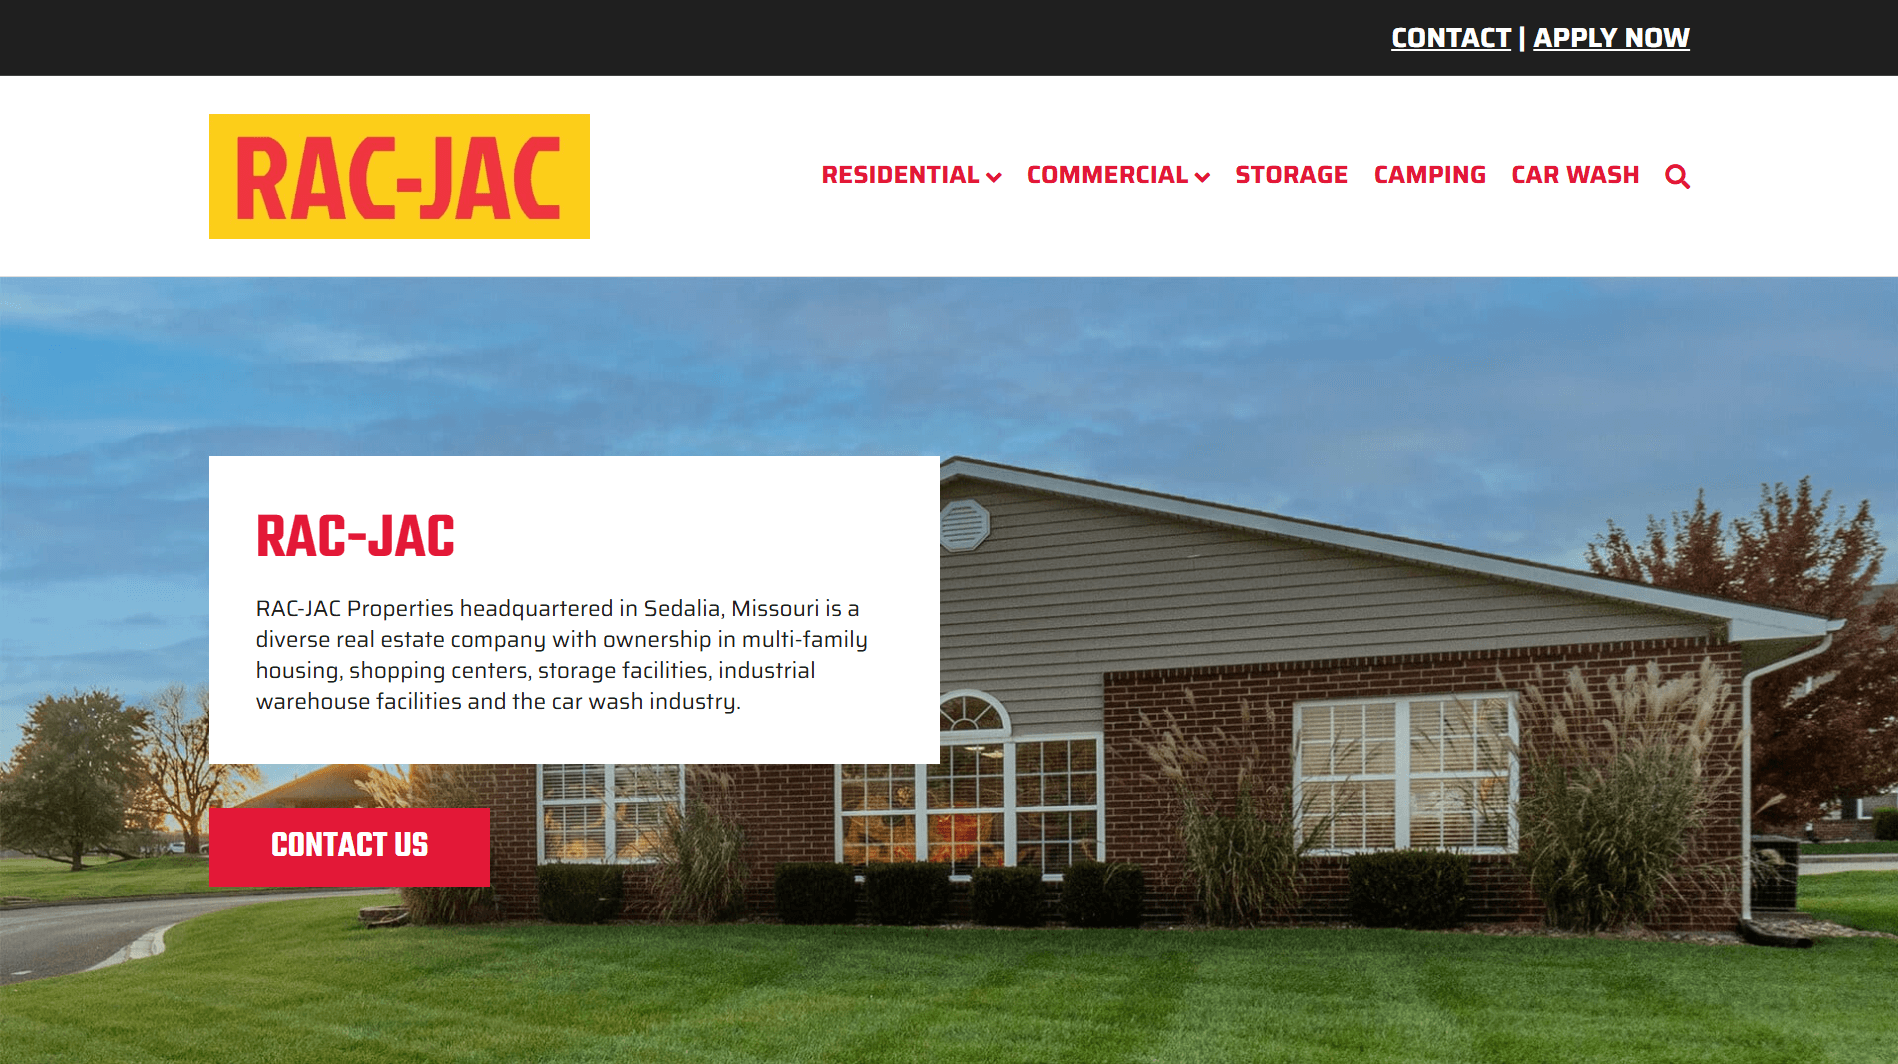 CONTACT | APPLY NOW
RAC-JAC
RESIDENTIAL COMMERCIAL STORAGE CAMPING CAR WASH
RAC-JAC
RAC-JAC Properties headquartered in Sedalia, Missouri is a
diverse real estate company with ownership in multi-family
housing, shopping centers, storage facilities, industrial
warehouse facilities and the car wash industry.
CONTACT US